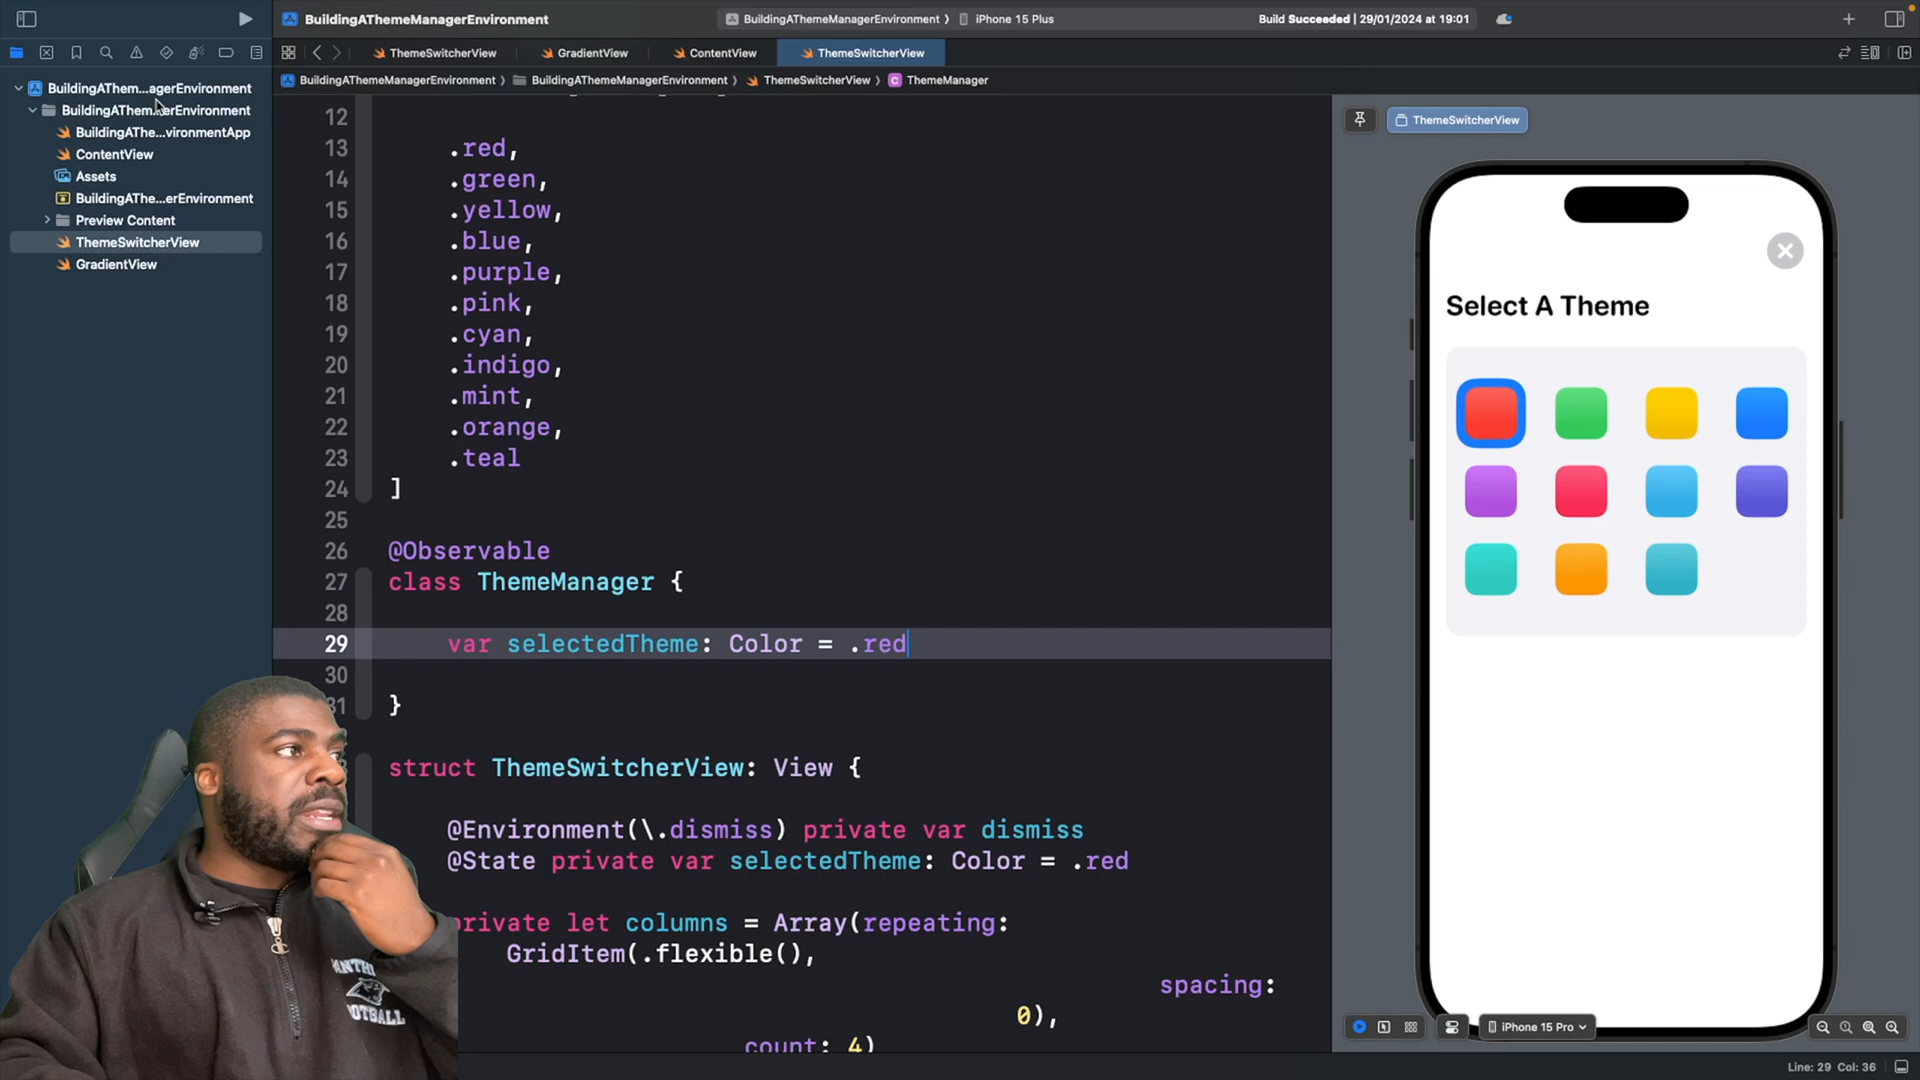 BuildingAThemeManagerEnvironment
BuildingAThemeManagerEnvironment
iPhone 15 Plus
Build Succeeded | 29/01/2024 at 19:01
ThemeSwitcherView
GradientView
ContentView
ThemeSwitcherView
BuildingAThemeManagerEnvironment
BuildingAThemeManagerEnvironment
ThemeSwitcherView
C ThemeManager
BuildingAThem...agerEnvironment
BuildingAThem...erEnvironment
BuildingAThe...vironmentApp
ContentView
Assets
BuildingAThe...erEnvironment
Preview Content
ThemeSwitcherView
GradientView
12
13 .red,
14 .green,
15 .yellow,
16 .blue,
17 .purple,
18 .pink,
19 .cyan,
20 .indigo,
21 .mint,
22 .orange,
23 .teal
24 ]
25
26 @Observable
27 class ThemeManager {
28
29 var selectedTheme: Color = .red
30
31 }
struct ThemeSwitcherView: View {
@Environment(\.dismiss) private var dismiss
@State private var selectedTheme: Color = .red
private let columns = Array(repeating:
GridItem(.flexible(),
spacing:
0),
count: 4)
ThemeSwitcherView
Select A Theme
iPhone 15 Pro
Line: 29 Col: 36